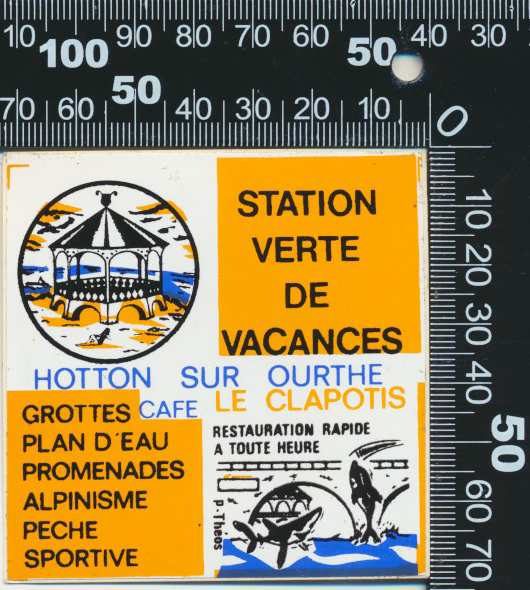 10 100 90 80 70 60 50 40 30
70 60 50 40 30 20 10 0
10 20 30 40 50 60 70
STATION
VERTE
DE
VACANCES
HOTTON SUR OURTHE
CAFE LE CLAPOTIS
GROTTES
PLAN D'EAU
PROMENADES
ALPINISME
PECHE
SPORTIVE
RESTAURATION RAPIDE
A TOUTE HEURE
P-Theos